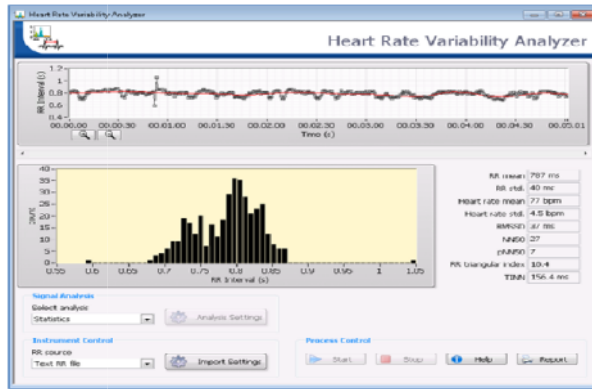 Heart Rate Variability Analyzer
Heart Rate Variability Analyzer
RR Interval (s)
1.2
1
0.8
0.6
0.4
00.00.00 00.00.30 00.01.00 00.01.30 00.02.00 00.02.30 00.03.00 00.03.30 00.04.00 00.04.30 00.05.01
Time (s)
40
35
30
25
20
15
10
5
0
0.55 0.6 0.65 0.7 0.75 0.8 0.85 0.9 0.95 1 1.05
RR Interval (s)
RR mean 787 ms
RR std. 40 ms
Heart rate mean 77 bpm
Heart rate std. 4.5 bpm
RMSSD 37 ms
NN50 27
pNN50 7
RR triangular index 10.4
TINN 156.4 ms
Signal Analysis
Select analysis
Statistics
Analysis Settings
Instrument Control
RR source
Text RR file
Import Settings
Process Control
Start
Stop
Help
Report